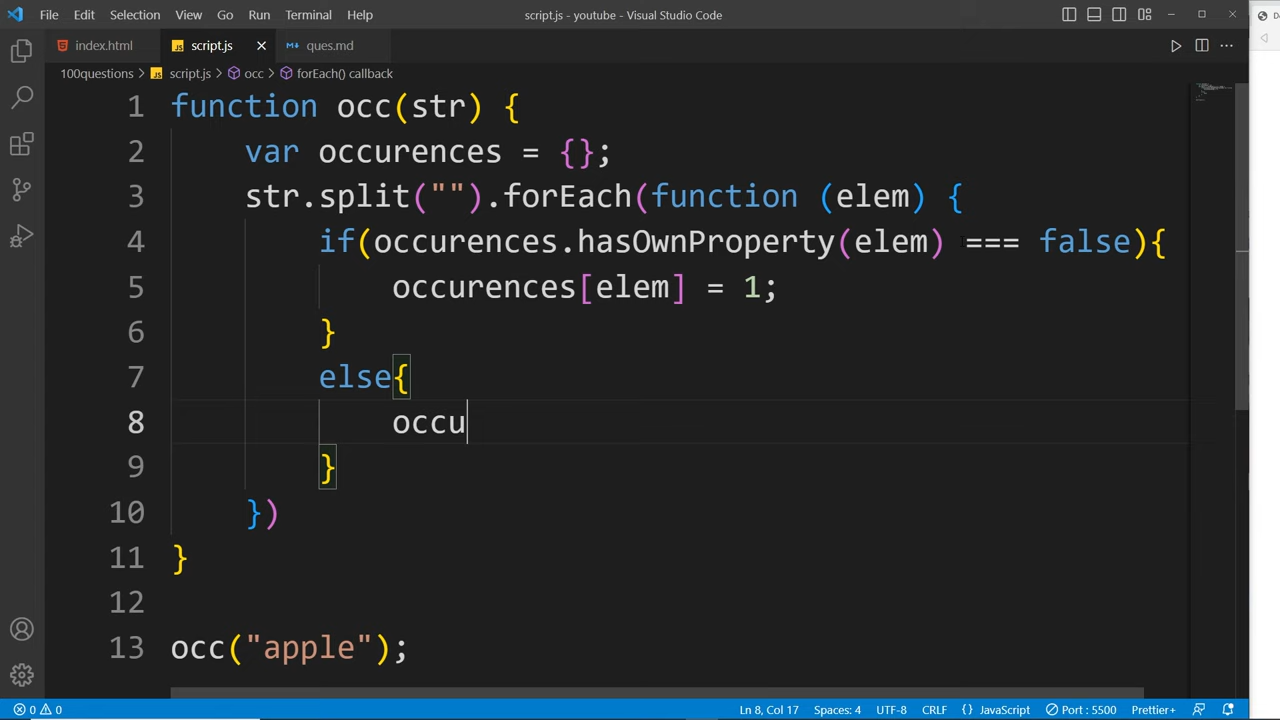 File Edit Selection View Go Run Terminal Help script.js - youtube - Visual Studio Code
index.html JS script.js ques.md
100questions > JS script.js > occ > forEach() callback
1 function occ(str) {
2 var occurences = {};
3 str.split("").forEach(function (elem) {
4 if(occurences.hasOwnProperty(elem) === false){
5 occurences[elem] = 1;
6 }
7 else{
8 occu
9 }
10 })
11 }
12
13 occ("apple");
0 0 Ln 8, Col 17 Spaces: 4 UTF-8 CRLF {} JavaScript Port : 5500 Prettier+